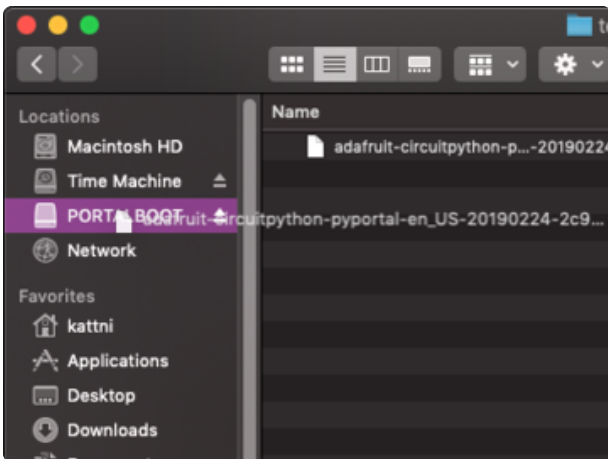 Locations
Name
Macintosh HD
adafruit-circuitpython-p...-20190224
Time Machine
PORTALBOOT
adafruit-circuitpython-pyportal-en_US-20190224-2c9...
Network
Favorites
kattni
Applications
Desktop
Downloads